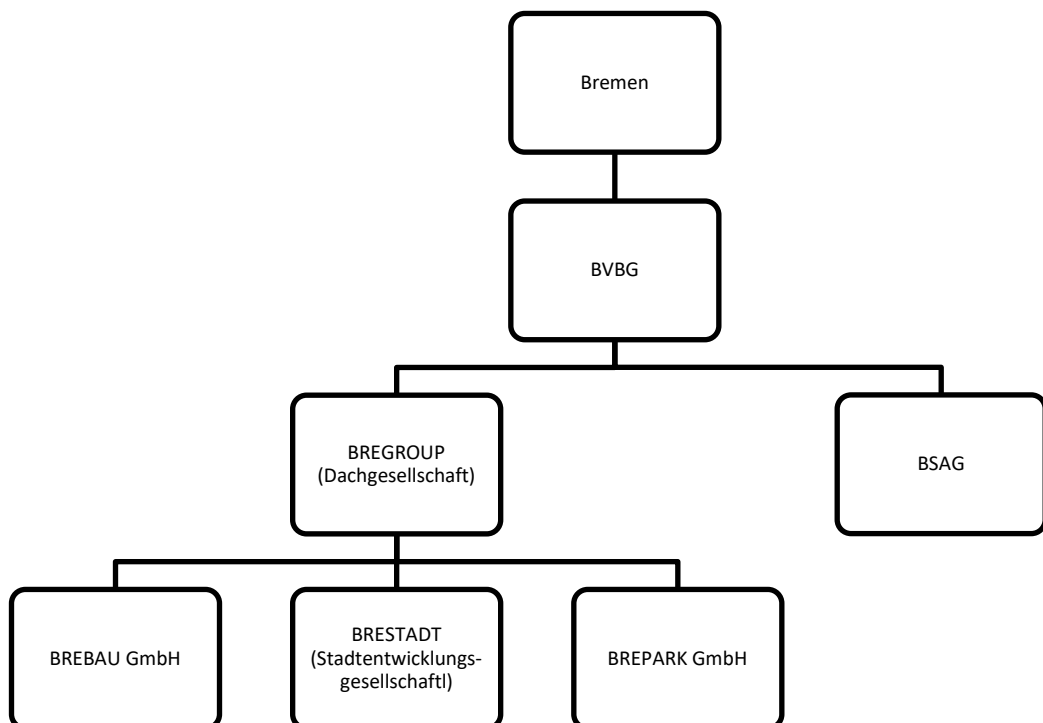 Bremen
BVBG
BREGROUP
(Dachgesellschaft)
BSAG
BREBAU GmbH
BRESTADT
(Stadtentwicklungs-
gesellschaftl)
BREPARK GmbH